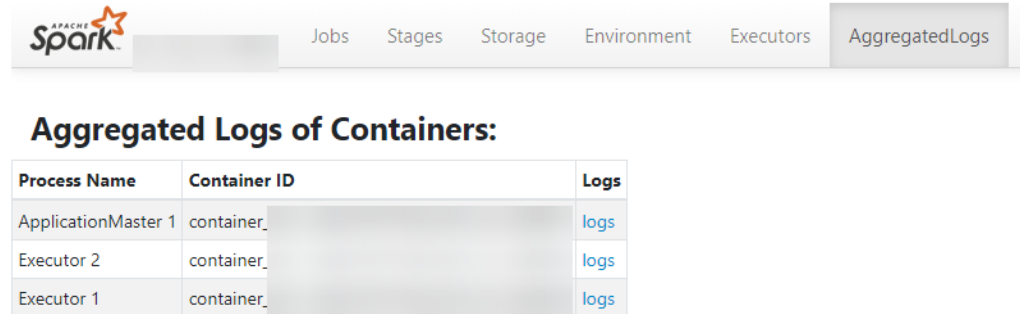 APACHE
Spark
Jobs Stages Storage Environment Executors AggregatedLogs
Aggregated Logs of Containers:
Process Name Container ID Logs
ApplicationMaster 1 container_ logs
Executor 2 container_ logs
Executor 1 container_ logs